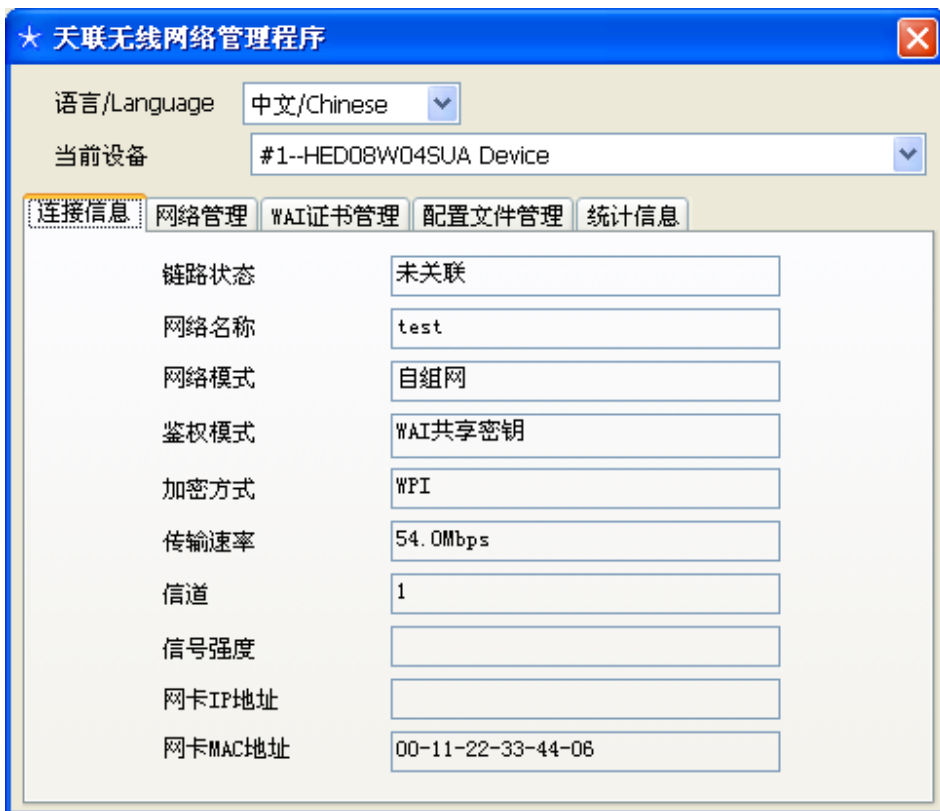 天联无线网络管理程序
语言/Language 中文/Chinese
当前设备 #1--HED08W04SUA Device
连接信息 网络管理 WAI证书管理 配置文件管理 统计信息
链路状态 未关联
网络名称 test
网络模式 自组网
鉴权模式 WAI共享密钥
加密方式 WPI
传输速率 54.0Mbps
信道 1
信号强度
网卡IP地址
网卡MAC地址 00-11-22-33-44-06